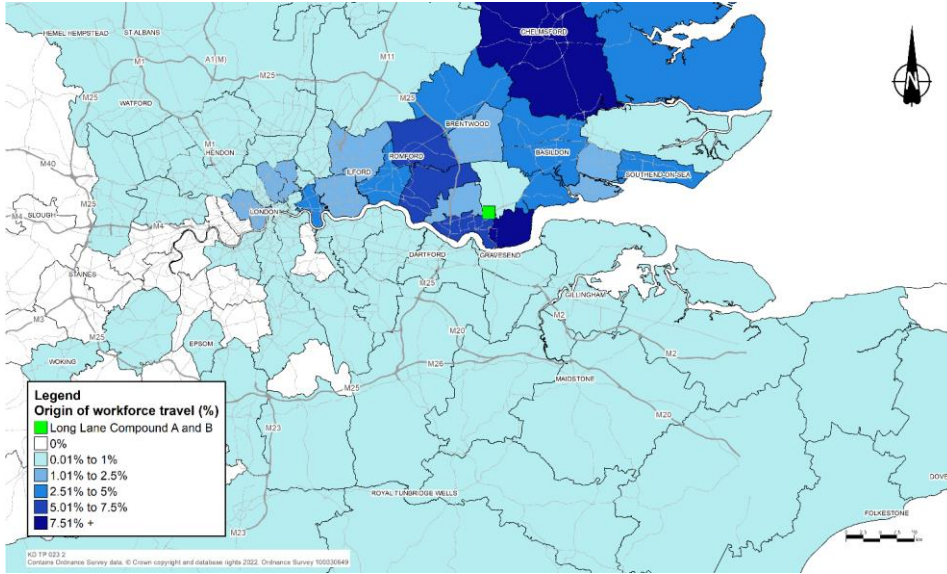 HEMEL HEMPSTEAD
ST ALBANS
CHELMSFORD
M1
A1(M)
M11
M25
M25
WATFORD
BRENTWOOD
M1
HENDON
M40
ROMFORD
ILFORD
BASILDON
SOUTHEND-ON-SEA
M25
LONDON
SLOUGH
M4
M4
DARTFORD
GRAVESEND
STAINES
M25
GILLINGHAM
M3
M2
M20
M25
EPSOM
M2
WOKING
M26
M25
MAIDSTONE
M20
Legend
Origin of workforce travel (%)
Long Lane Compound A and B
0%
0.01% to 1%
1.01% to 2.5%
2.51% to 5%
5.01% to 7.5%
7.51% +
M23
DOVE
ROYAL TUNBRIDGE WELLS
FOLKESTONE
M23
KO TP 023 2
Contains Ordnance Survey data. © Crown copyright and database rights 2022. Ordnance Survey 100030649
N